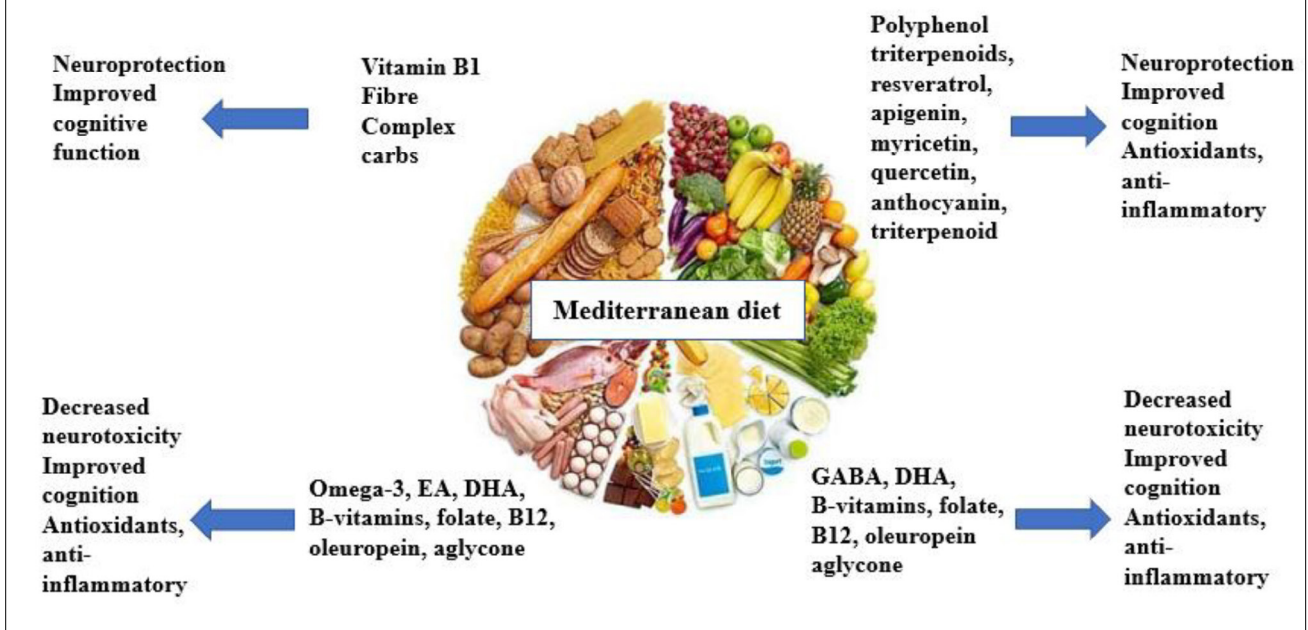 Neuroprotection
Improved
cognitive
function
Vitamin B1
Fibre
Complex
carbs
Polyphenol
triterpenoids,
resveratrol,
apigenin,
myricetin,
quercetin,
anthocyanin,
triterpenoid
Neuroprotection
Improved
cognition
Antioxidants,
anti-
inflammatory
Mediterranean diet
Decreased
neurotoxicity
Improved
cognition
Antioxidants,
anti-
inflammatory
Omega-3, EA, DHA,
B-vitamins, folate, B12,
oleuropein, aglycone
GABA, DHA,
B-vitamins, folate,
B12, oleuropein
aglycone
Decreased
neurotoxicity
Improved
cognition
Antioxidants,
anti-
inflammatory